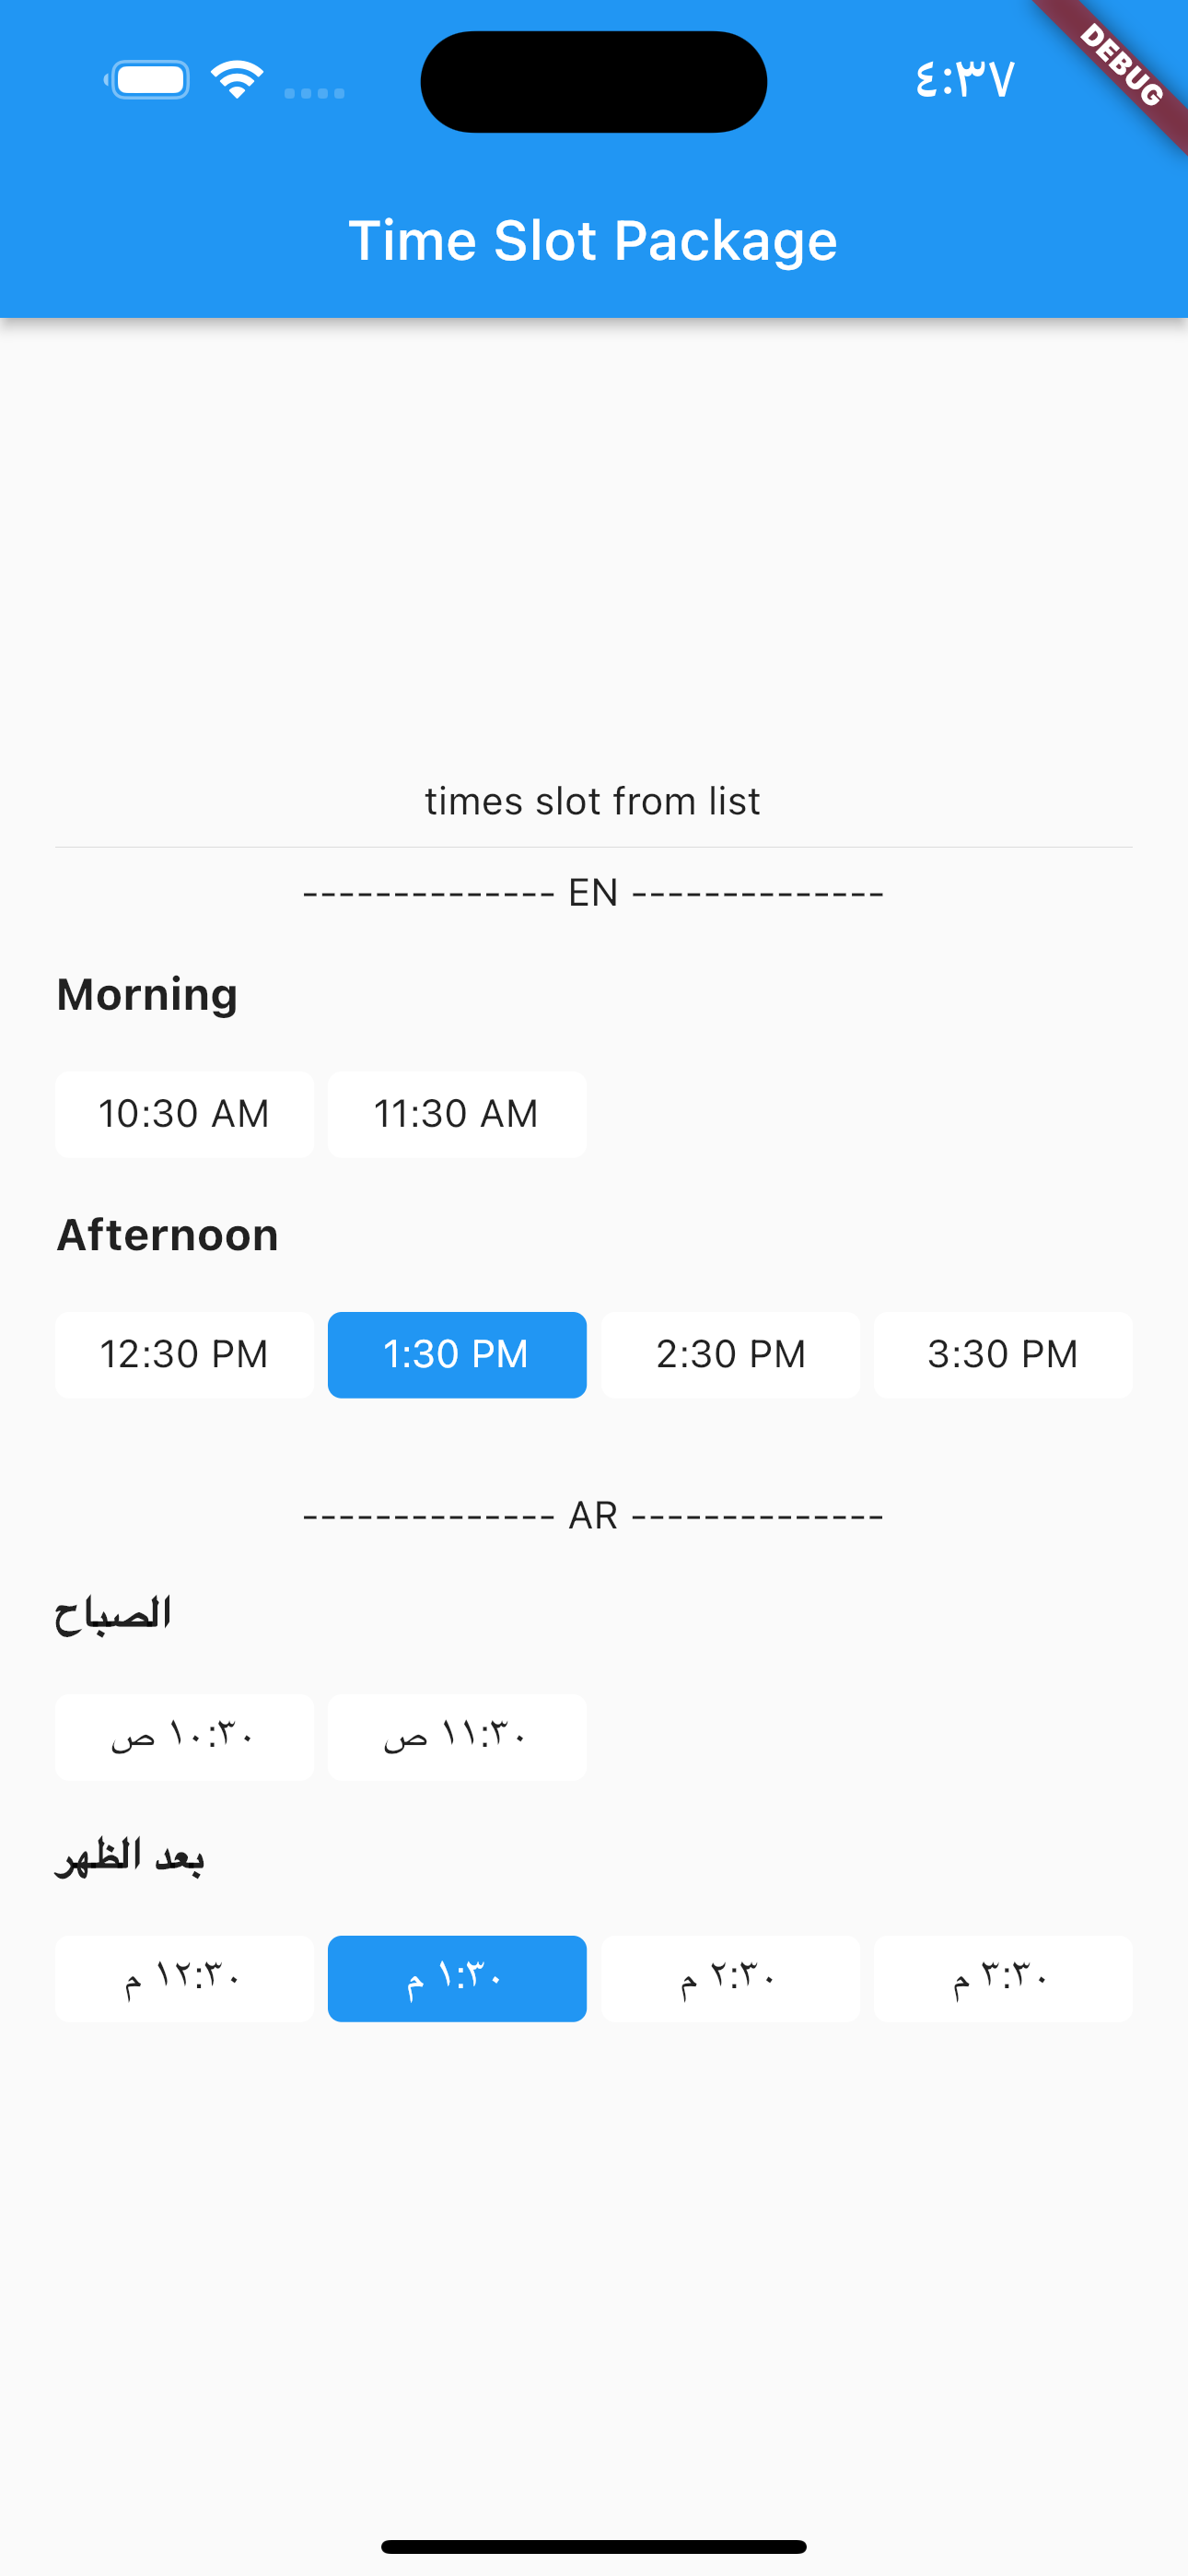 ٤:٣٧
DEBUG
Time Slot Package
times slot from list
-------------- EN --------------
Morning
10:30 AM 11:30 AM
Afternoon
12:30 PM 1:30 PM 2:30 PM 3:30 PM
-------------- AR --------------
الصباح
١٠:٣٠ ص ١١:٣٠ ص
بعد الظهر
١٢:٣٠ م ١:٣٠ م ٢:٣٠ م ٣:٣٠ م